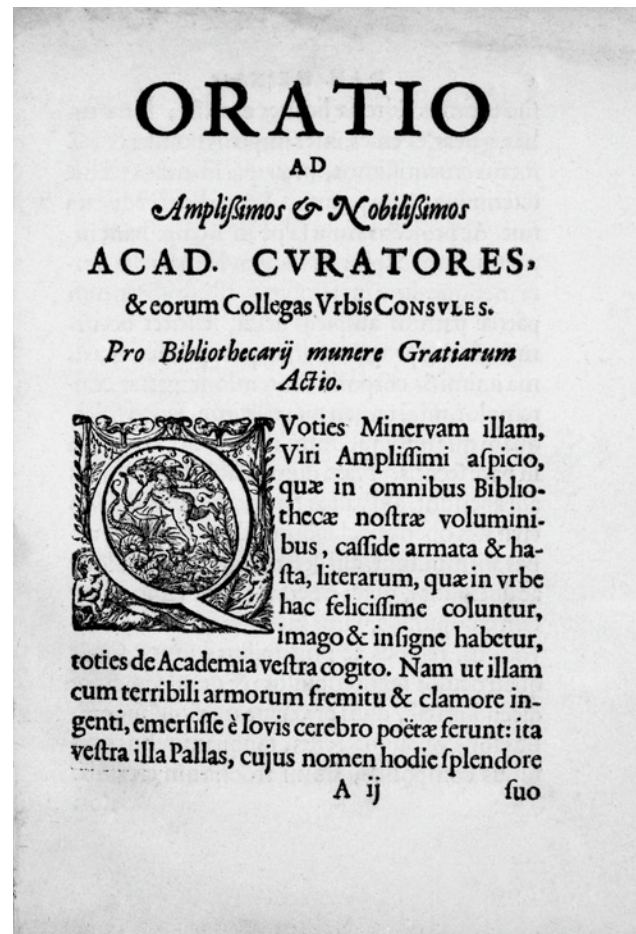 ORATIO
AD
Ampliſſimos & Nobiliſſimos
ACAD. CVRATORES,
& eorum Collegas Vrbis CONSVLES.
Pro Bibliothecarij munere Gratiarum
Actio.
QVoties Minervam illam,
Viri Ampliſſimi aſpicio,
quæ in omnibus Biblio-
thecæ noſtræ volumini-
bus, caſſide armata & ha-
ſta, literarum, quæ in vrbe
hac feliciſſime coluntur,
imago & inſigne habetur,
toties de Academia veſtra cogito. Nam ut illam
cum terribili armorum fremitu & clamore in-
genti, emerſiſſe è Iovis cerebro poëtæ ferunt: ita
veſtra illa Pallas, cujus nomen hodie ſplendore
A ij ſuo